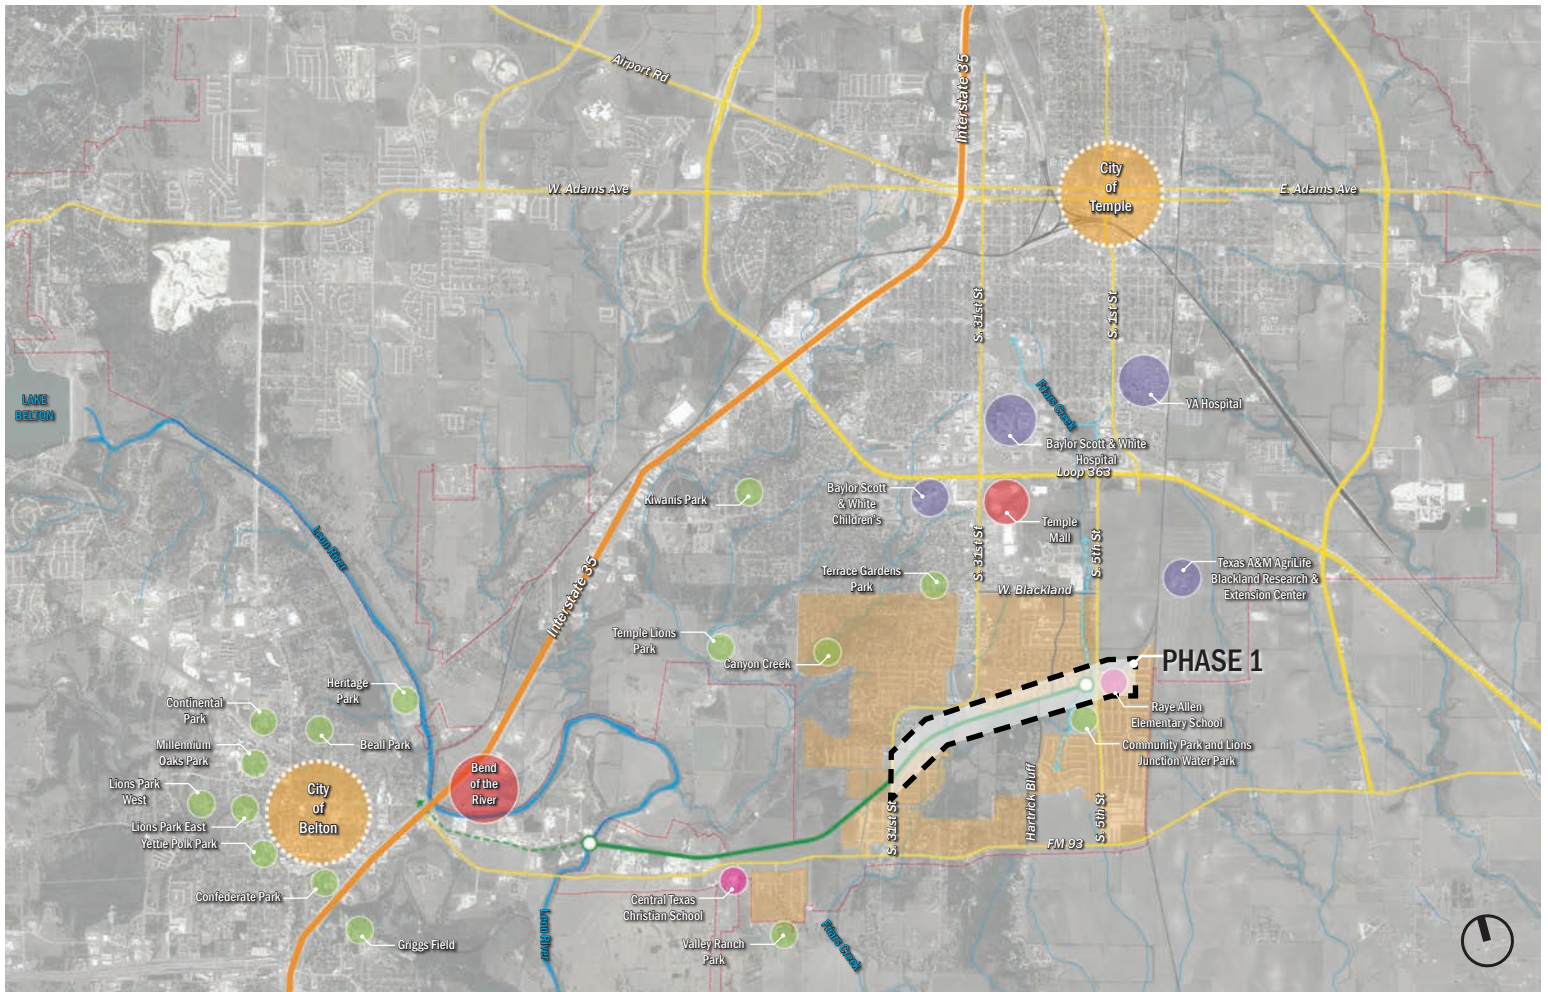 Airport Rd
Interstate 35
City
of
Temple
W. Adams Ave
E. Adams Ave
S. 31st St
S. 1st St
LAKE
BELTON
Friars Creek
VA Hospital
Baylor Scott & White
Hospital
Loop 363
Kiwanis Park
Baylor Scott
& White
Children's
Temple
Mall
Leon River
S. 31st St
S. 5th St
Interstate 35
Terrace Gardens
Park
W. Blackland
Texas A&M AgriLife
Blackland Research &
Extension Center
Temple Lions
Park
Canyon Creek
PHASE 1
Heritage
Park
Continental
Park
Raye Allen
Elementary School
Beall Park
Millennium
Oaks Park
Community Park and Lions
Junction Water Park
Bend
of the
River
Lions Park
West
City
of
Belton
Lions Park East
Yettie Polk Park
S. 31st St
Hartrick Bluff
S. 5th St
FM 93
Confederate Park
Central Texas
Christian School
Leon River
Griggs Field
Valley Ranch
Park
Friars Creek